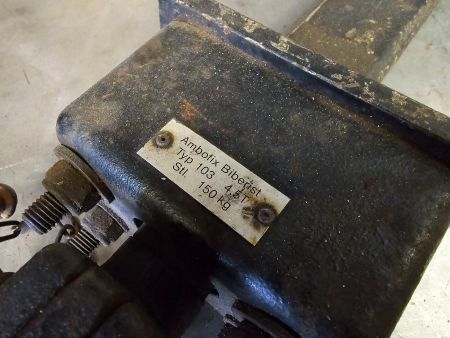 Ambofix Biberist
Typ 103 4,5T
Stl. 150 kg